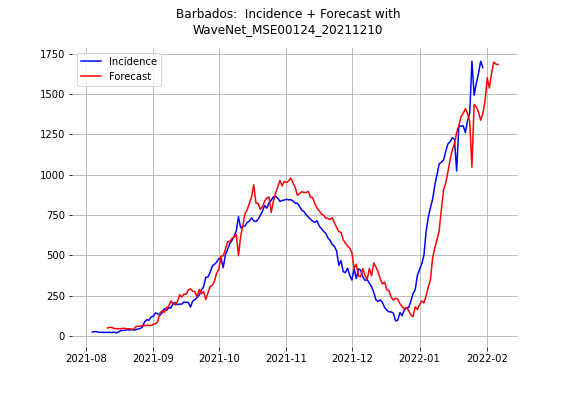 Barbados:  Incidence + Forecast with
WaveNet_MSE00124_20211210
1750
1500
1250
1000
750
500
250
0
Incidence
Forecast
2021-08 2021-09 2021-10 2021-11 2021-12 2022-01 2022-02